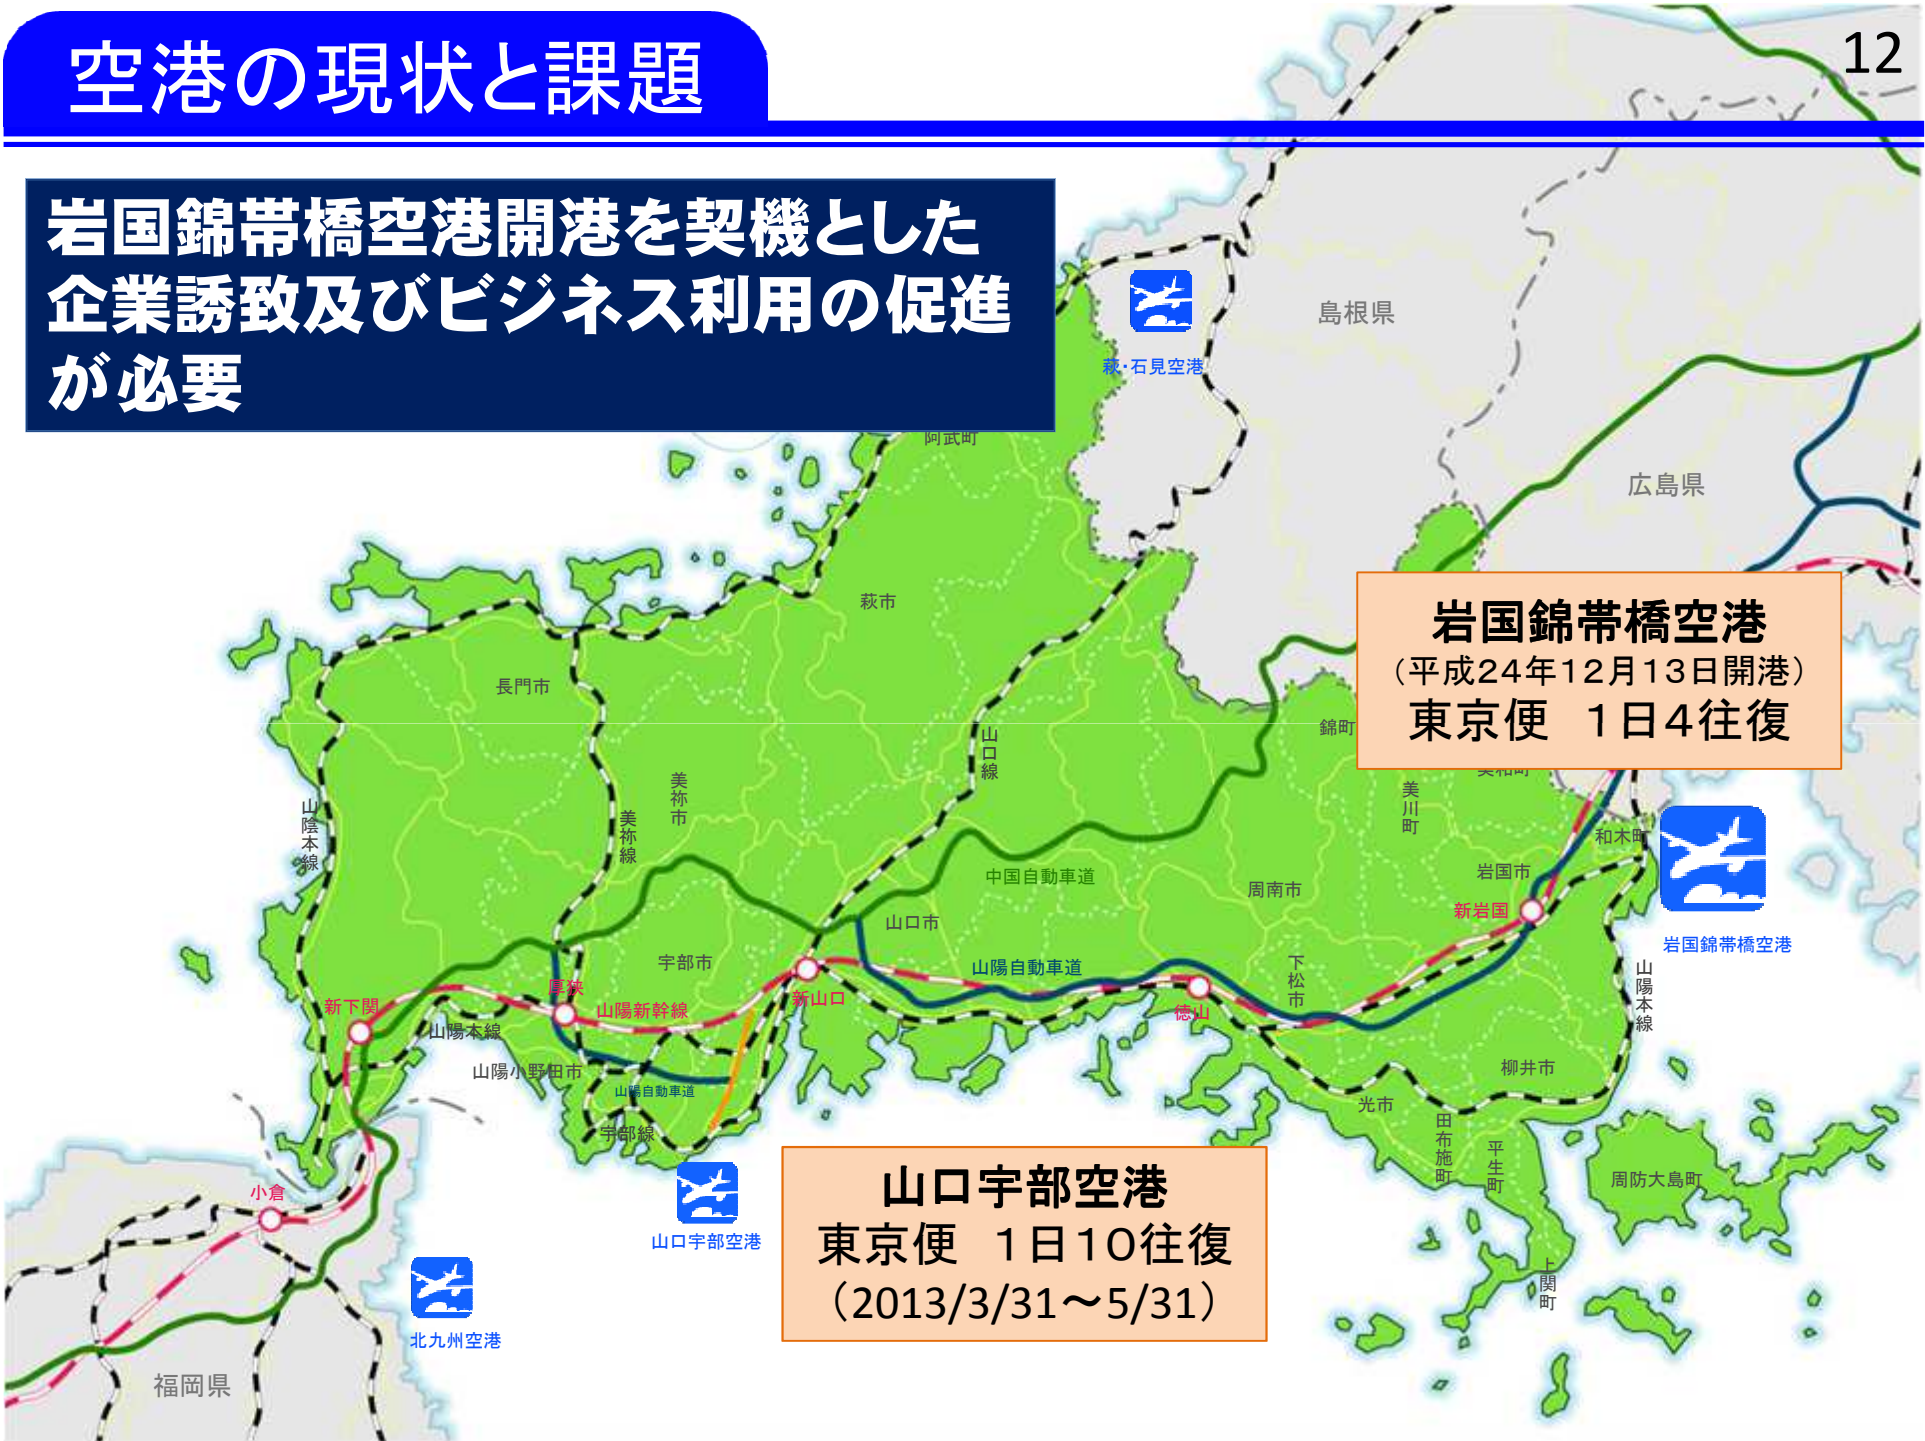 空港の現状と課題
12
岩国錦帯橋空港開港を契機とした
企業誘致及びビジネス利用の促進
が必要
島根県
萩・石見空港
阿武町
広島県
萩市
岩国錦帯橋空港
（平成24年12月13日開港）
東京便　1日4往復
長門市
錦町
山口線
美祢市
美川町
山陰本線
美祢線
和木町
中国自動車道
岩国市
周南市
新岩国
山口市
岩国錦帯橋空港
宇部市
山陽自動車道
下松市
山陽本線
厚狭
新山口
新下関
山陽新幹線
徳山
山陽本線
山陽小野田市
柳井市
山陽自動車道
光市
田布施町
宇部線
平生町
周防大島町
山口宇部空港
東京便　1日10往復
（2013/3/31～5/31）
小倉
山口宇部空港
上関町
北九州空港
福岡県